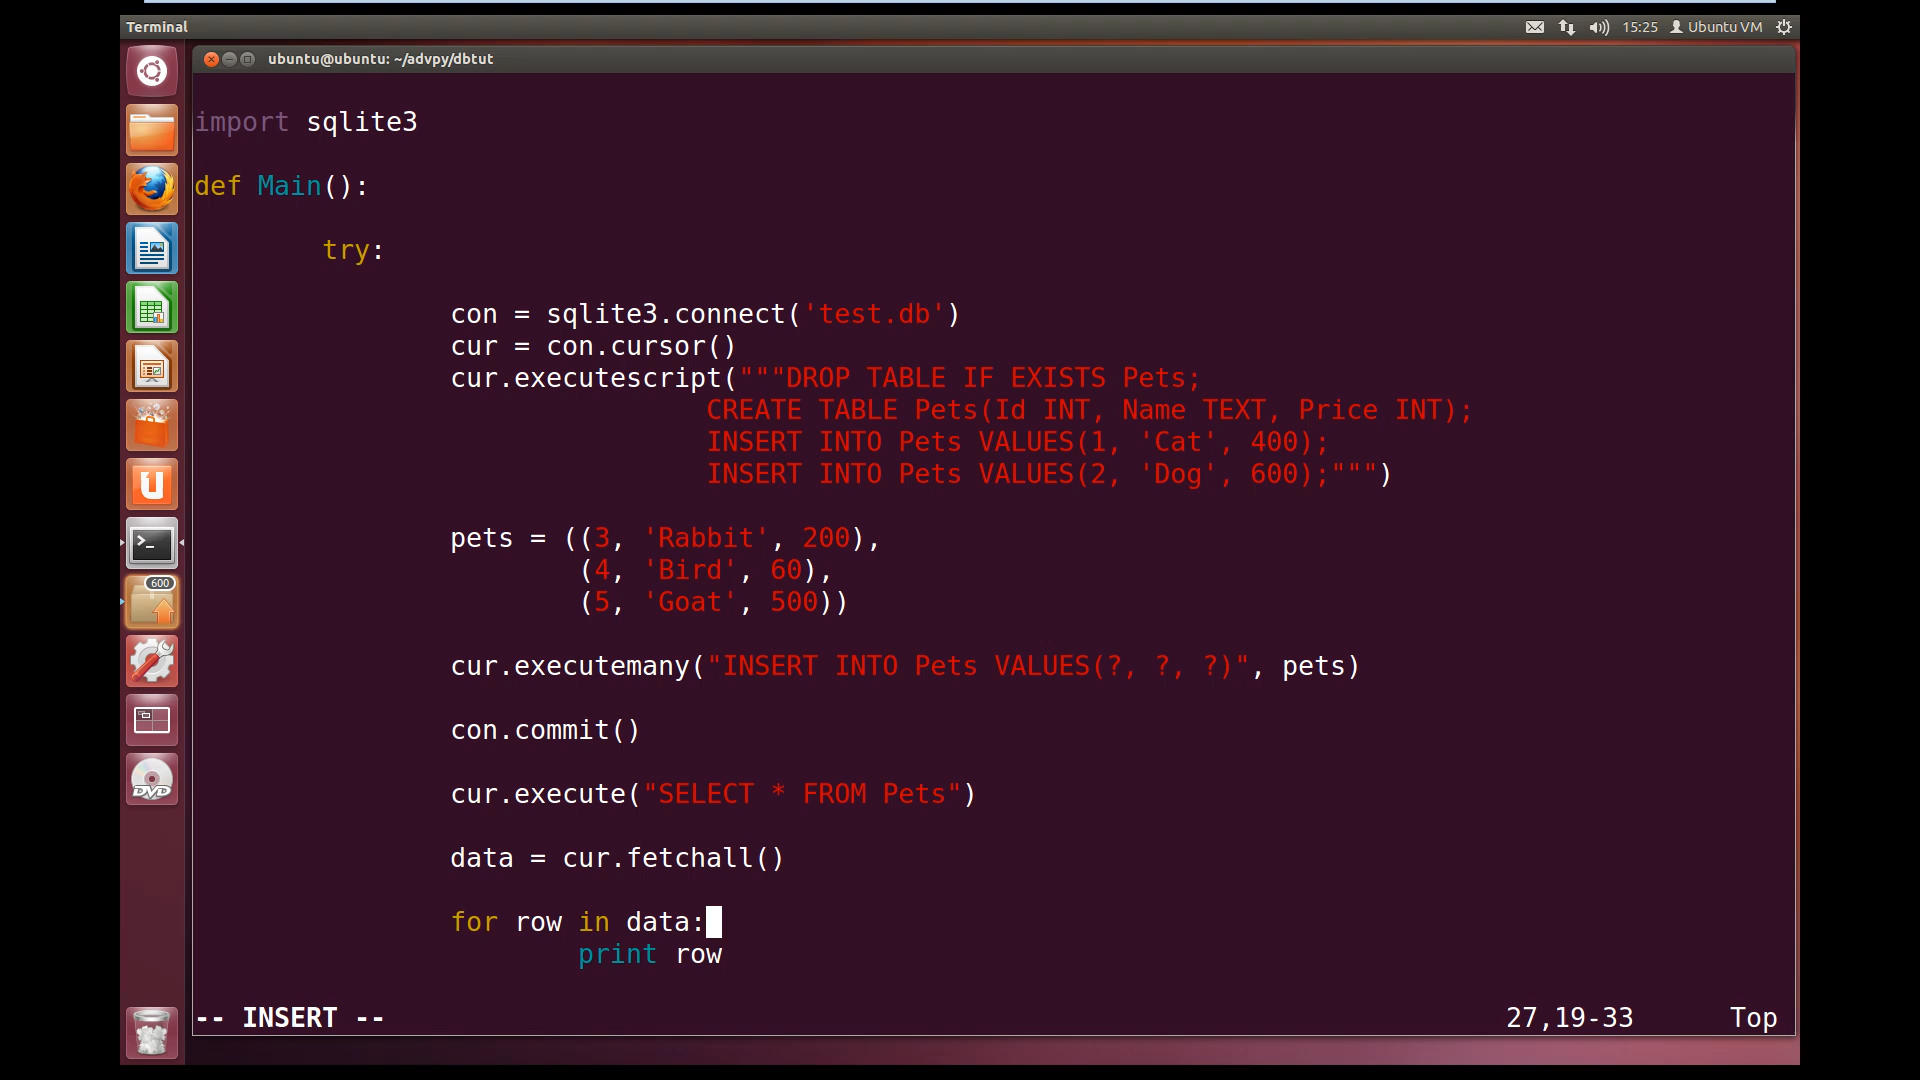 Terminal
15:25 Ubuntu VM
ubuntu@ubuntu: ~/advpy/dbtut
import sqlite3
def Main():
try:
con = sqlite3.connect('test.db')
cur = con.cursor()
cur.executescript("""DROP TABLE IF EXISTS Pets;
CREATE TABLE Pets(Id INT, Name TEXT, Price INT);
INSERT INTO Pets VALUES(1, 'Cat', 400);
INSERT INTO Pets VALUES(2, 'Dog', 600);""")
pets = ((3, 'Rabbit', 200),
(4, 'Bird', 60),
(5, 'Goat', 500))
cur.executemany("INSERT INTO Pets VALUES(?, ?, ?)", pets)
con.commit()
cur.execute("SELECT * FROM Pets")
data = cur.fetchall()
for row in data:
print row
-- INSERT --
27,19-33
Top
600
DVD